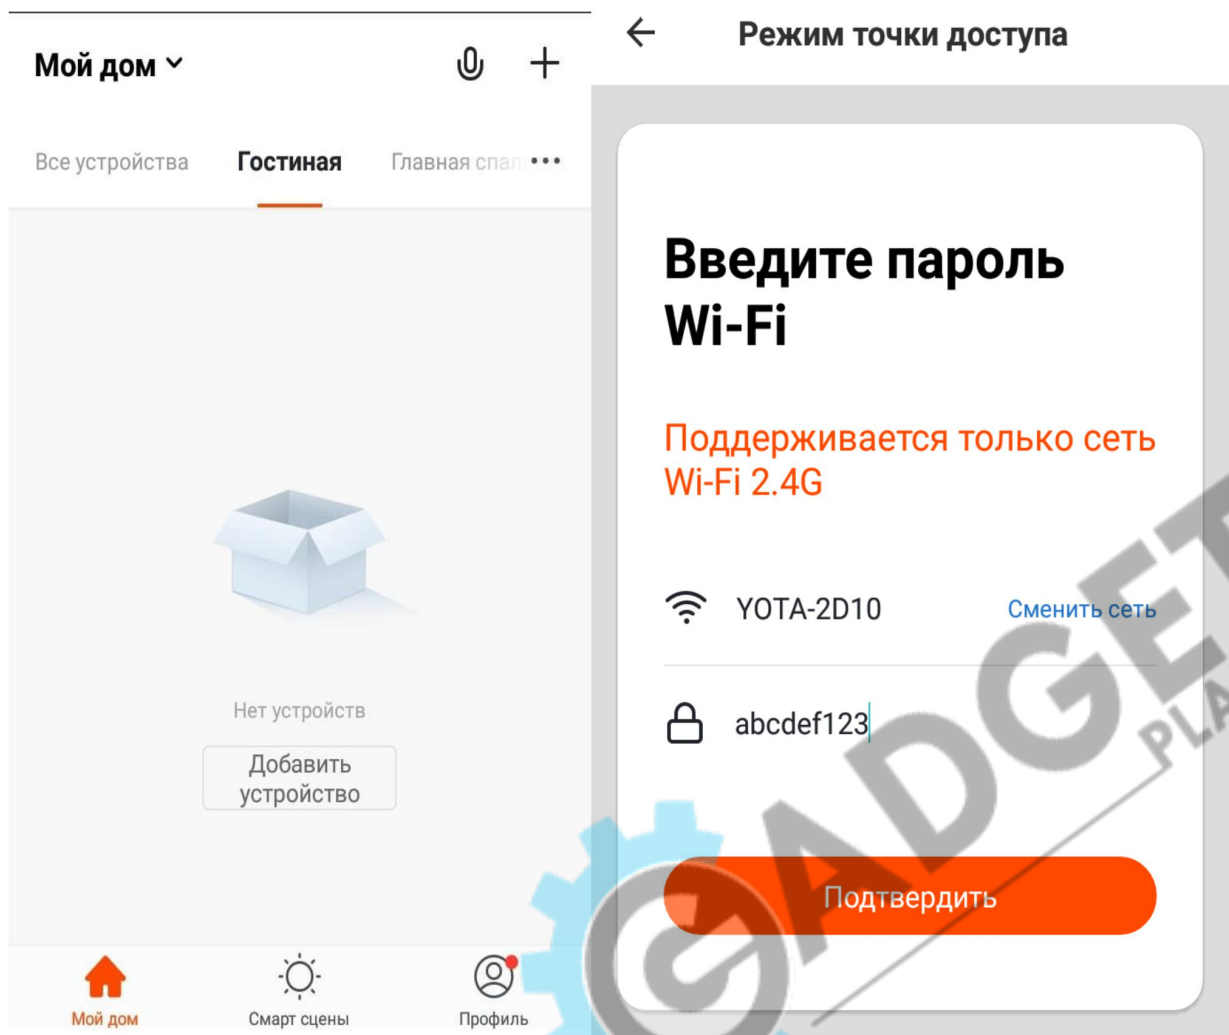 Мой дом
Все устройства Гостиная Главная спал
Нет устройств
Добавить
устройство
Мой дом Смарт сцены Профиль
Режим точки доступа
Введите пароль
Wi-Fi
Поддерживается только сеть
Wi-Fi 2.4G
YOTA-2D10 Сменить сеть
abcdef123
Подтвердить
GADGET
PLA